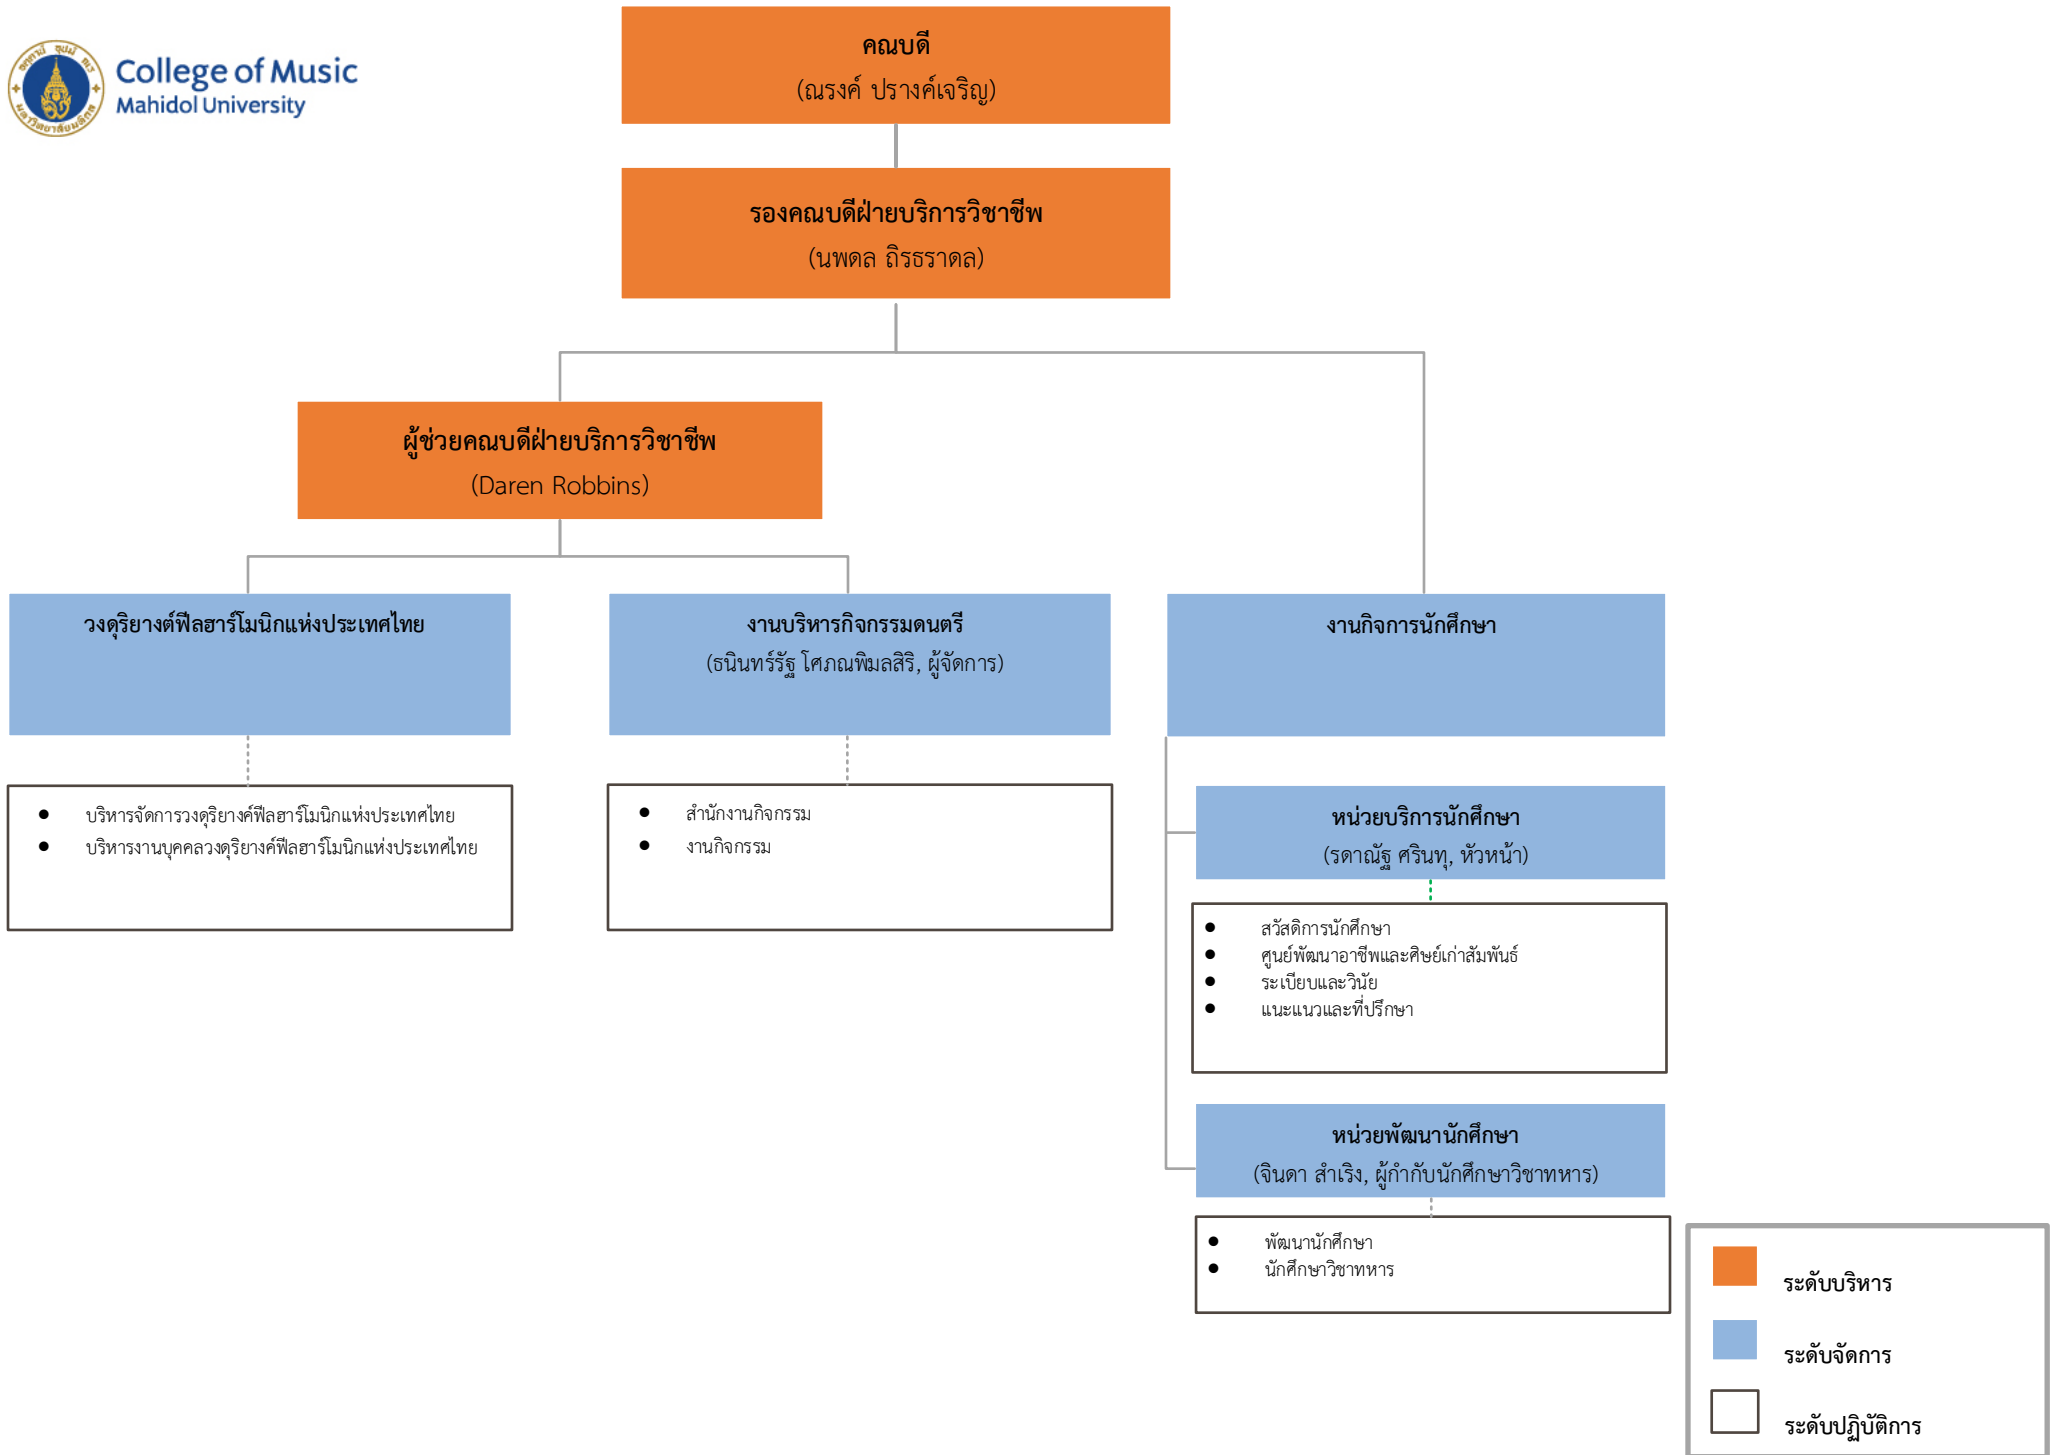 College of Music
Mahidol University
คณบดี
(ณรงค์ ปรางค์เจริญ)
รองคณบดีฝ่ายบริการวิชาชีพ
(นพดล ถิรธราดล)
ผู้ช่วยคณบดีฝ่ายบริการวิชาชีพ
(Daren Robbins)
วงดุริยางต์ฟีลฮาร์โมนิกแห่งประเทศไทย
งานบริหารกิจกรรมดนตรี
(ธนินทร์รัฐ โศภณพิมลสิริ, ผู้จัดการ)
งานกิจการนักศึกษา
● บริหารจัดการวงดุริยางค์ฟีลฮาร์โมนิกแห่งประเทศไทย
● บริหารงานบุคคลวงดุริยางค์ฟีลฮาร์โมนิกแห่งประเทศไทย
● สำนักงานกิจกรรม
● งานกิจกรรม
หน่วยบริการนักศึกษา
(รดาณัฐ ศรินทุ, หัวหน้า)
● สวัสดิการนักศึกษา
● ศูนย์พัฒนาอาชีพและศิษย์เก่าสัมพันธ์
● ระเบียบและวินัย
● แนะแนวและที่ปรึกษา
หน่วยพัฒนานักศึกษา
(จินดา สำเริง, ผู้กำกับนักศึกษาวิชาทหาร)
● พัฒนานักศึกษา
● นักศึกษาวิชาทหาร
ระดับบริหาร
ระดับจัดการ
ระดับปฏิบัติการ